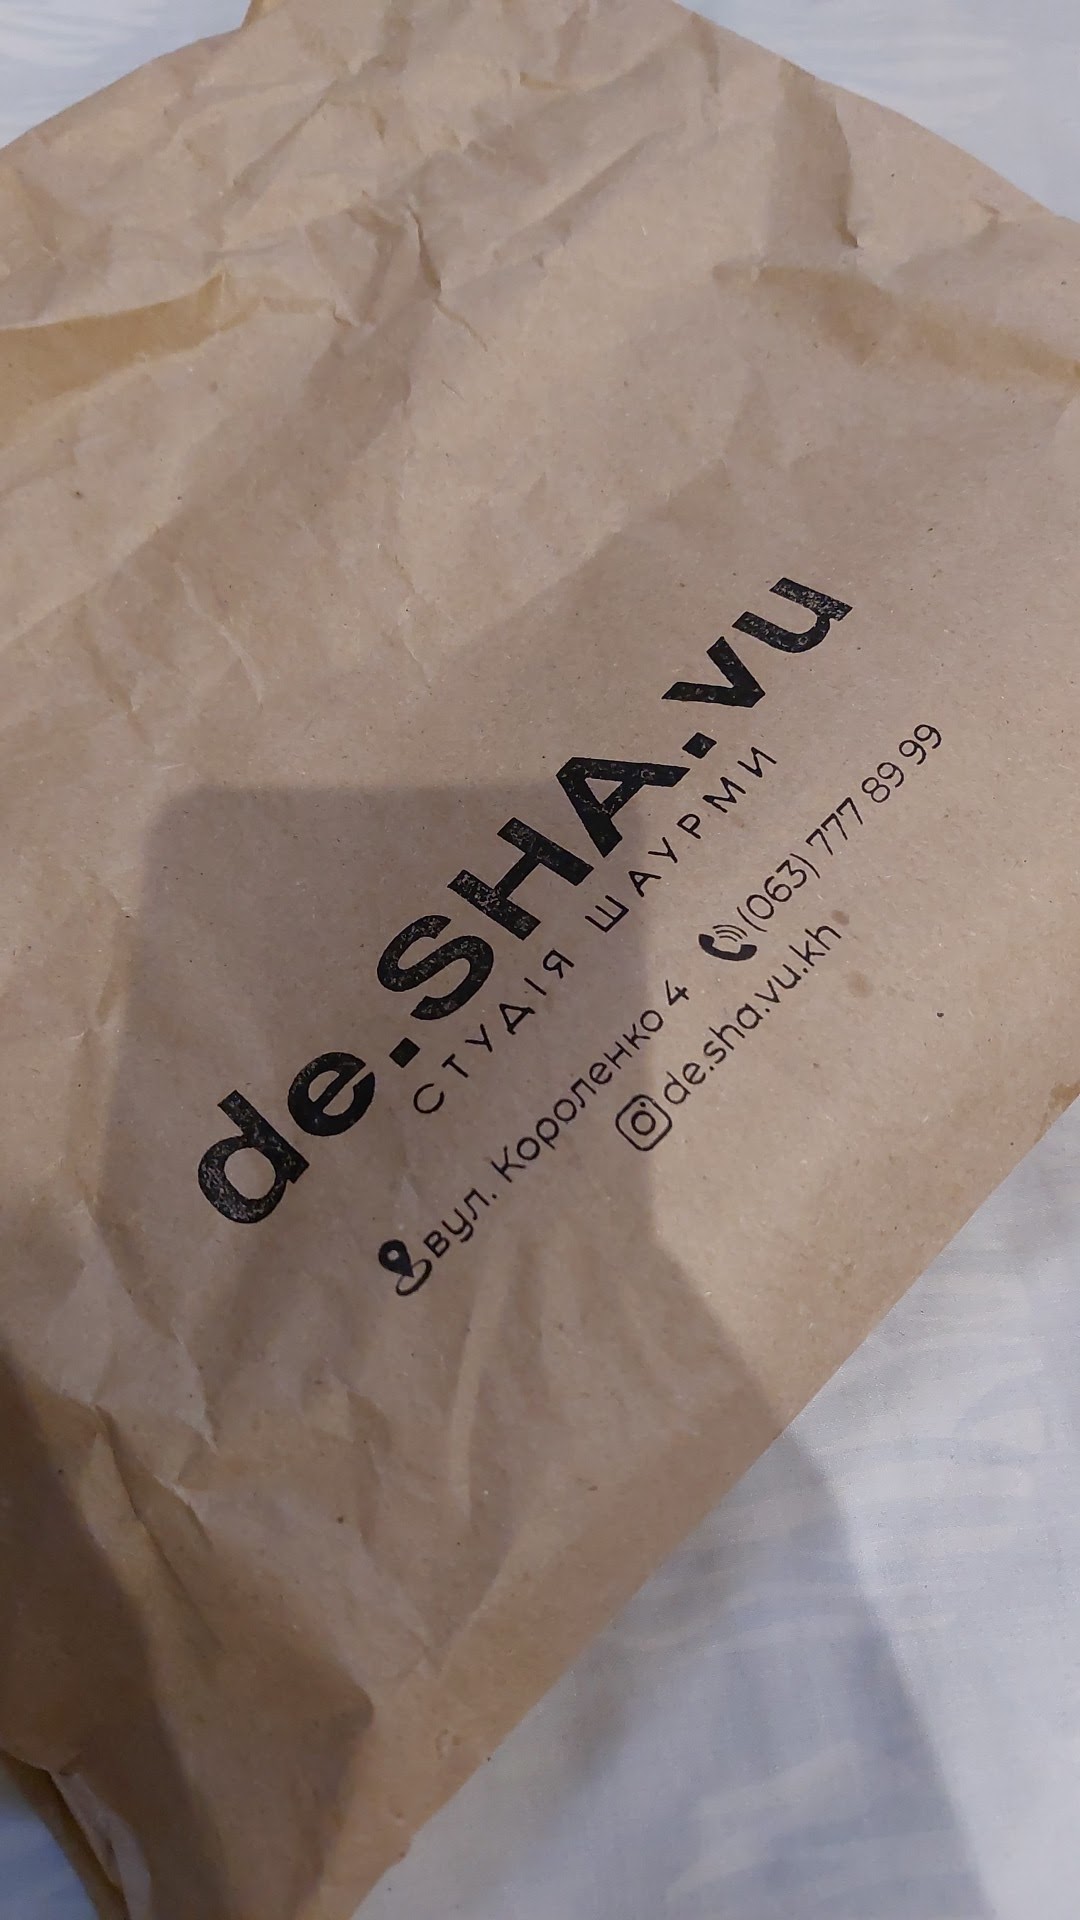 de.SHA.vu
СТУДІЯ ШАУРМИ
вул. Короленко 4 (063) 777 89 99
de.sha.vu.kh